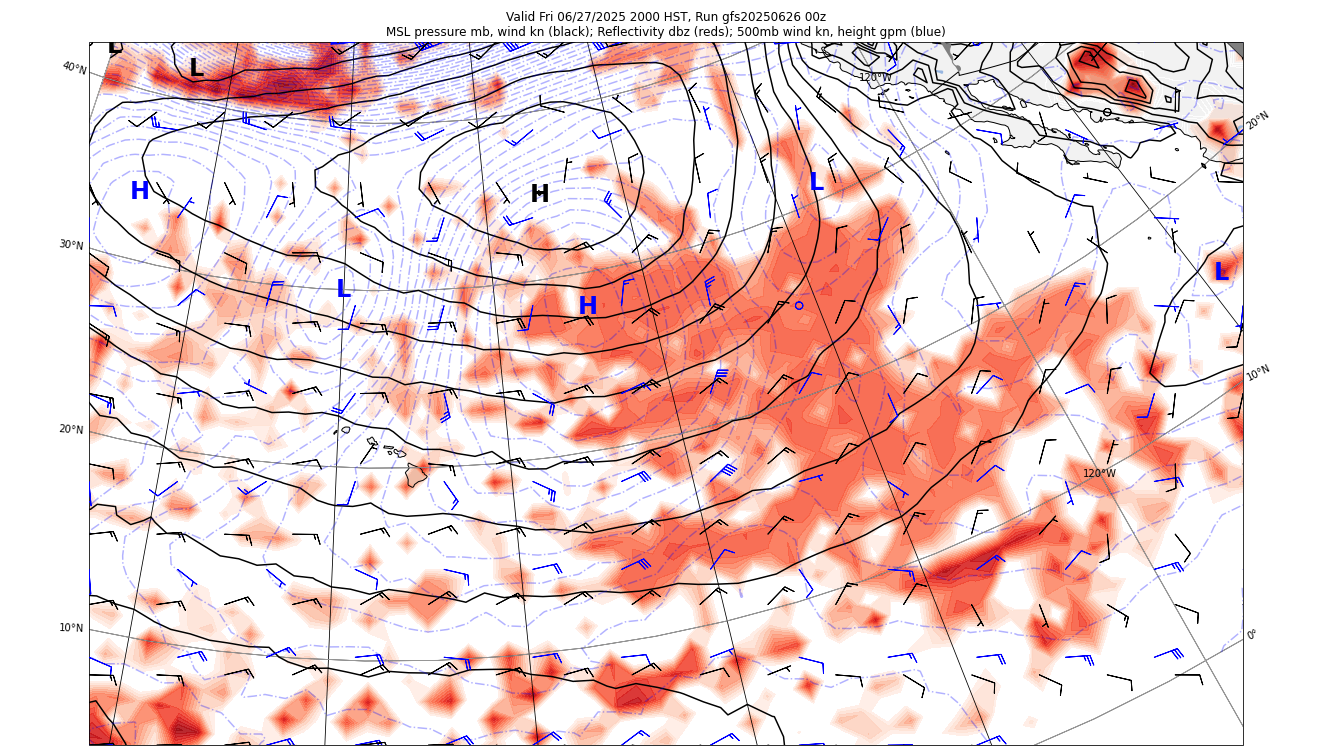 Valid Fri 06/27/2025 2000 HST, Run gfs20250626 00z
MSL pressure mb, wind kn (black); Reflectivity dbz (reds); 500mb wind kn, height gpm (blue)
L
L
40°N
120°W
20°N
H
H
L
30°N
L
L
H
10°N
20°N
120°W
10°N
0°